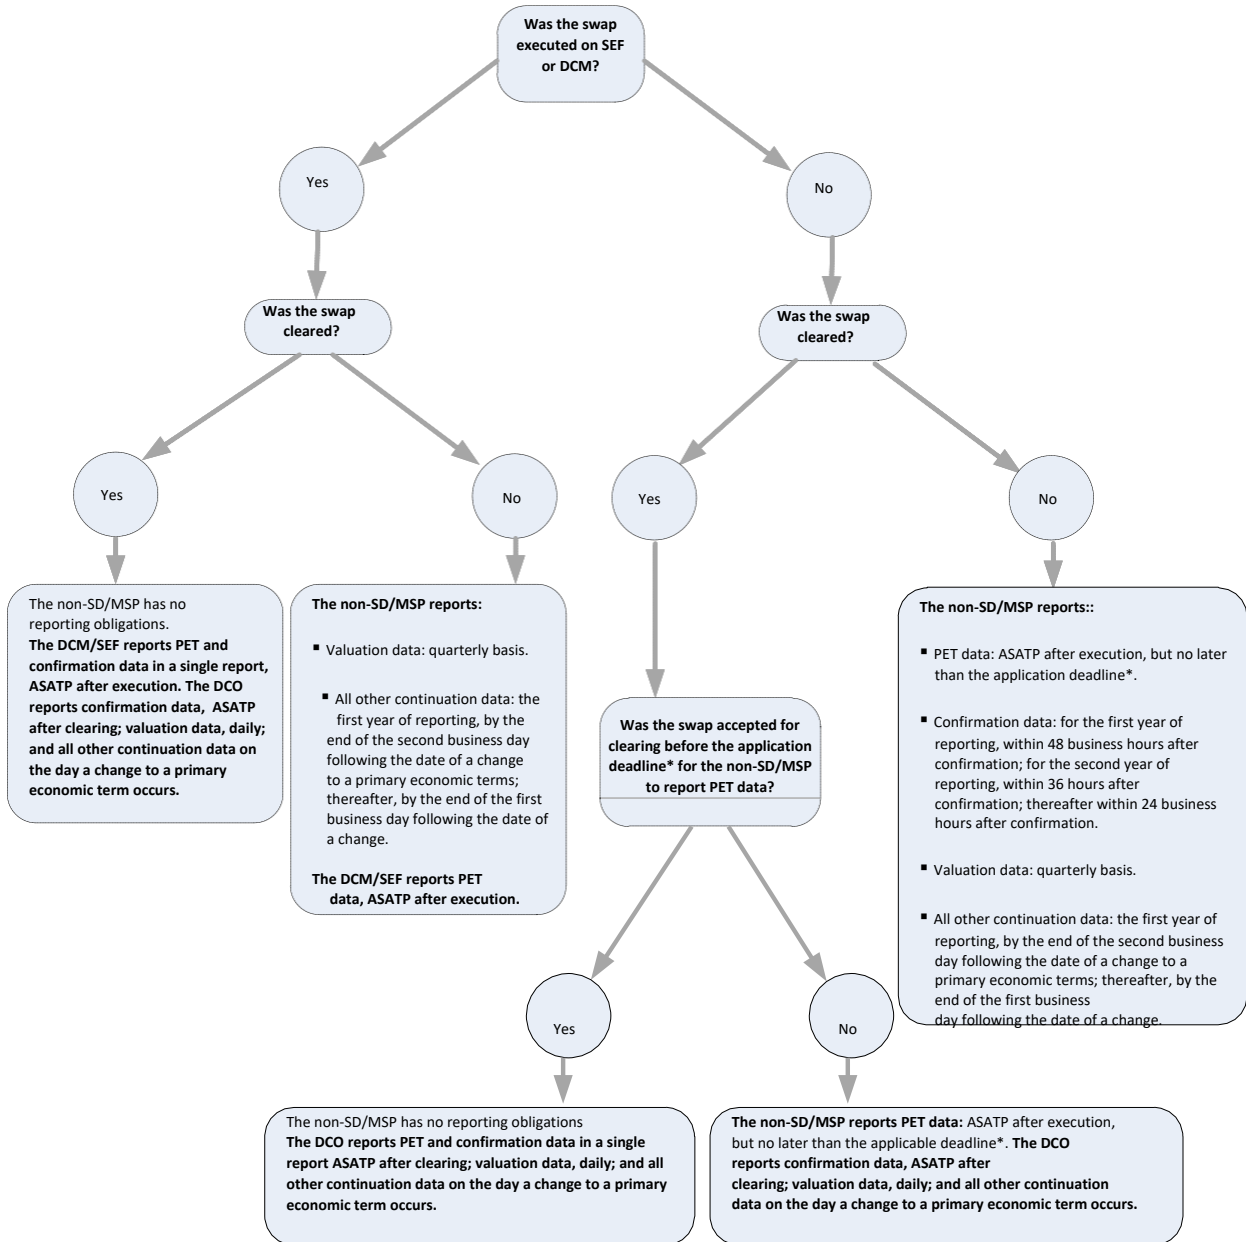 Was the swap
executed on SEF
or DCM?
Yes
No
Was the swap
cleared?
Was the swap
cleared?
Yes
No
Yes
No
The non-SD/MSP has no
reporting obligations.
The DCM/SEF reports PET and
confirmation data in a single report,
ASATP after execution. The DCO
reports confirmation data, ASATP
after clearing; valuation data, daily;
and all other continuation data on
the day a change to a primary
economic term occurs.
The non-SD/MSP reports:
▪ Valuation data: quarterly basis.
▪ All other continuation data: the
first year of reporting, by the
end of the second business day
following the date of a change
to a primary economic terms;
thereafter, by the end of the first
business day following the date of
a change.
The DCM/SEF reports PET
data, ASATP after execution.
Was the swap accepted for
clearing before the application
deadline* for the non-SD/MSP
to report PET data?
The non-SD/MSP reports::
▪ PET data: ASATP after execution, but no later
than the application deadline*.
▪ Confirmation data: for the first year of
reporting, within 48 business hours after
confirmation; for the second year of
reporting, within 36 hours after
confirmation; thereafter within 24 business
hours after confirmation.
▪ Valuation data: quarterly basis.
▪ All other continuation data: the first year of
reporting, by the end of the second business
day following the date of a change to a
primary economic terms; thereafter, by the
end of the first business
day following the date of a change.
Yes
No
The non-SD/MSP has no reporting obligations
The DCO reports PET and confirmation data in a single
report ASATP after clearing; valuation data, daily; and all
other continuation data on the day a change to a primary
economic term occurs.
The non-SD/MSP reports PET data: ASATP after execution,
but no later than the applicable deadline*. The DCO
reports confirmation data, ASATP after
clearing; valuation data, daily; and all other continuation
data on the day a change to a primary economic term occurs.